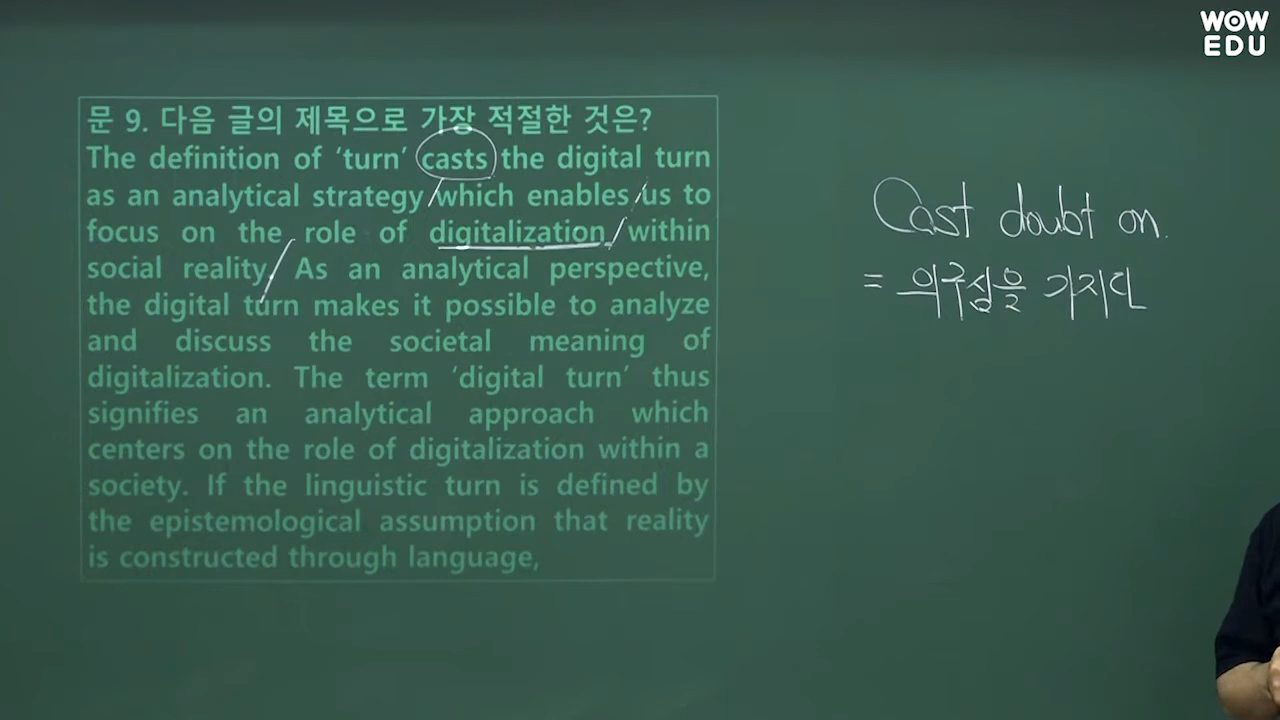 WOW
EDU
문 9. 다음 글의 제목으로 가장 적절한 것은?
The definition of ‘turn’ casts the digital turn
as an analytical strategy which enables us to
focus on the role of digitalization within
social reality. As an analytical perspective,
the digital turn makes it possible to analyze
and discuss the societal meaning of
digitalization. The term ‘digital turn’ thus
signifies an analytical approach which
centers on the role of digitalization within a
society. If the linguistic turn is defined by
the epistemological assumption that reality
is constructed through language,
Cast doubt on.
= 의구심을 가지다